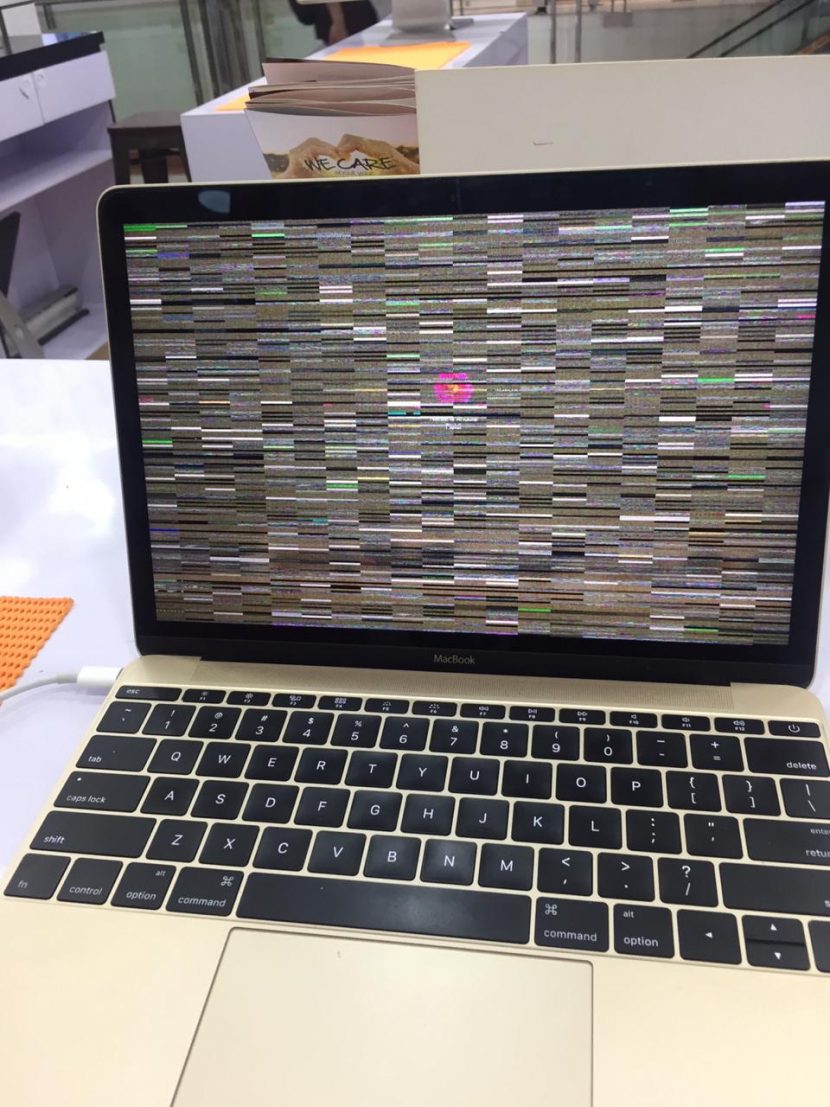 WE CARE
MacBook
esc F1 F2 F3 F4 F5 F6 F7 F8 F9 F10 F11 F12
~ ` ! 1 @ 2 # 3 $ 4 % 5 ^ 6 & 7 * 8 ( 9 ) 0 _ - + = delete
tab Q W E R T Y U I O P { [ } ] | \
caps lock A S D F G H J K L : ; " ' enter return
shift Z X C V B N M < , > . ? /
fn control alt option ⌘ command ⌘ command alt option ◄ ▲ ▼